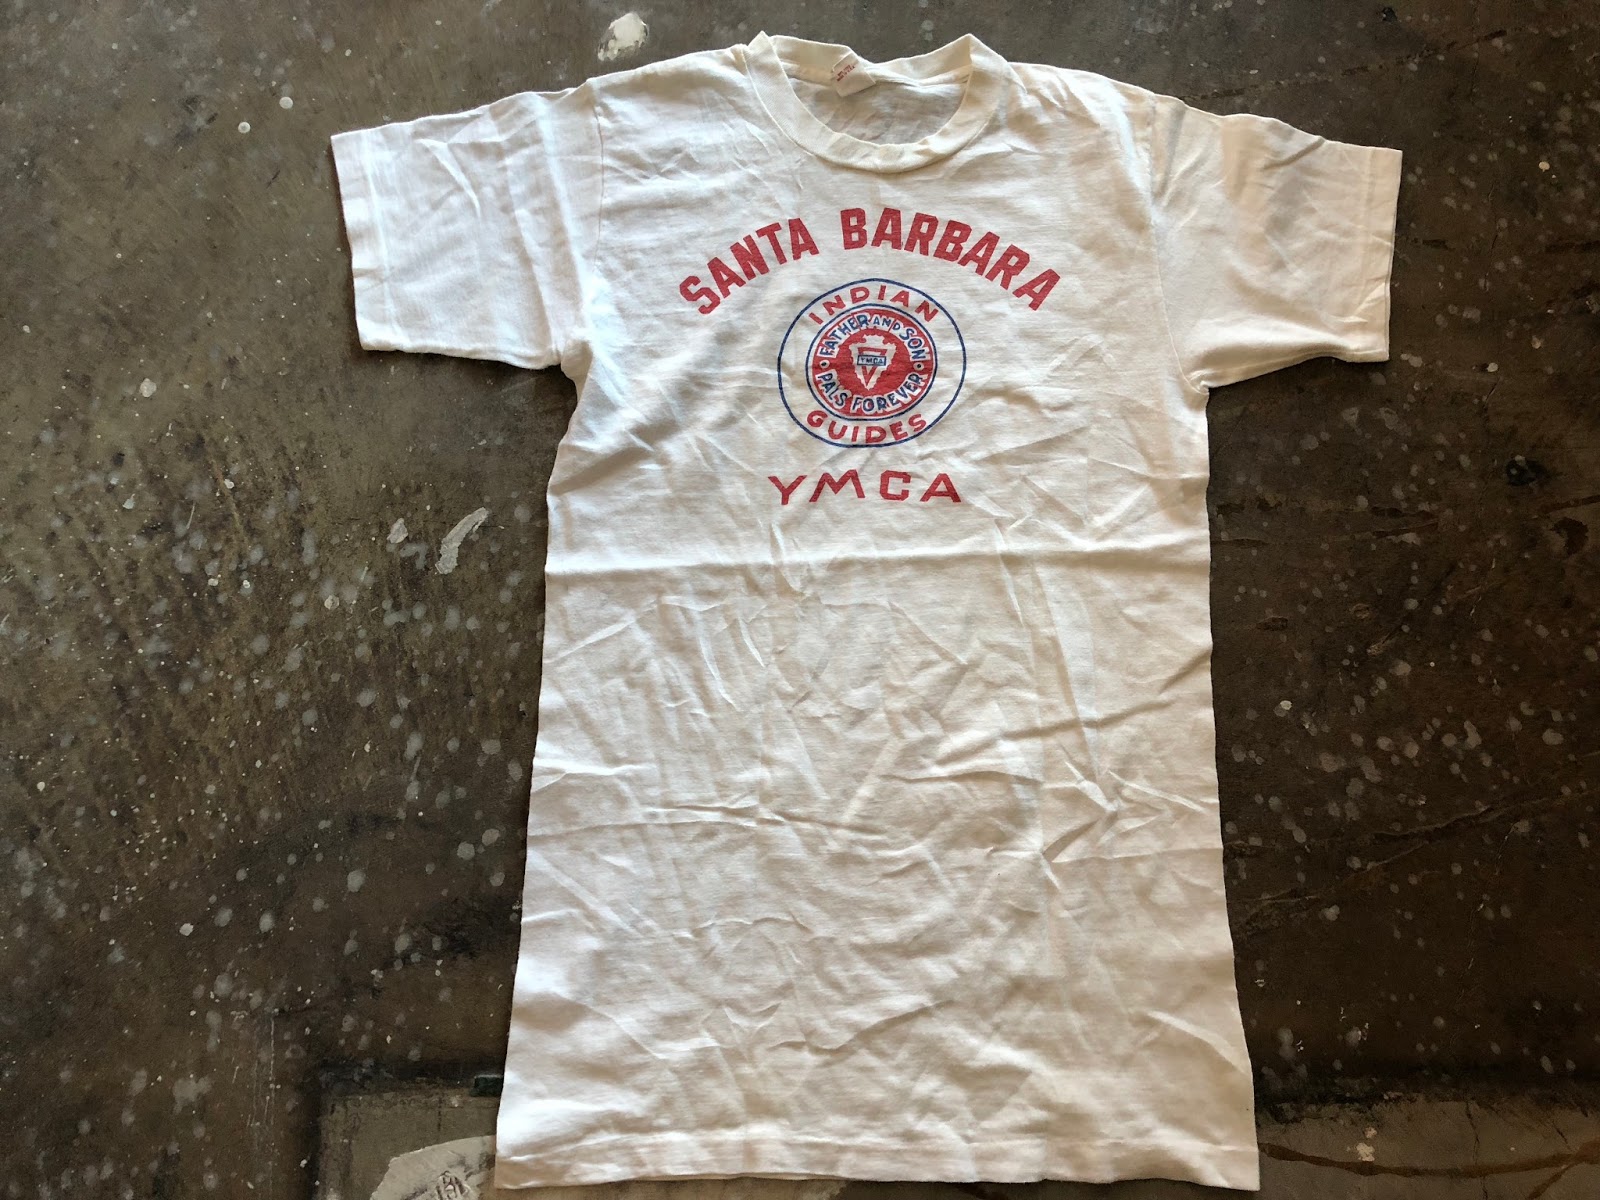 SANTA BARBARA
INDIAN
FATHER AND SON
YMCA
PALS FOREVER
GUIDES
YMCA